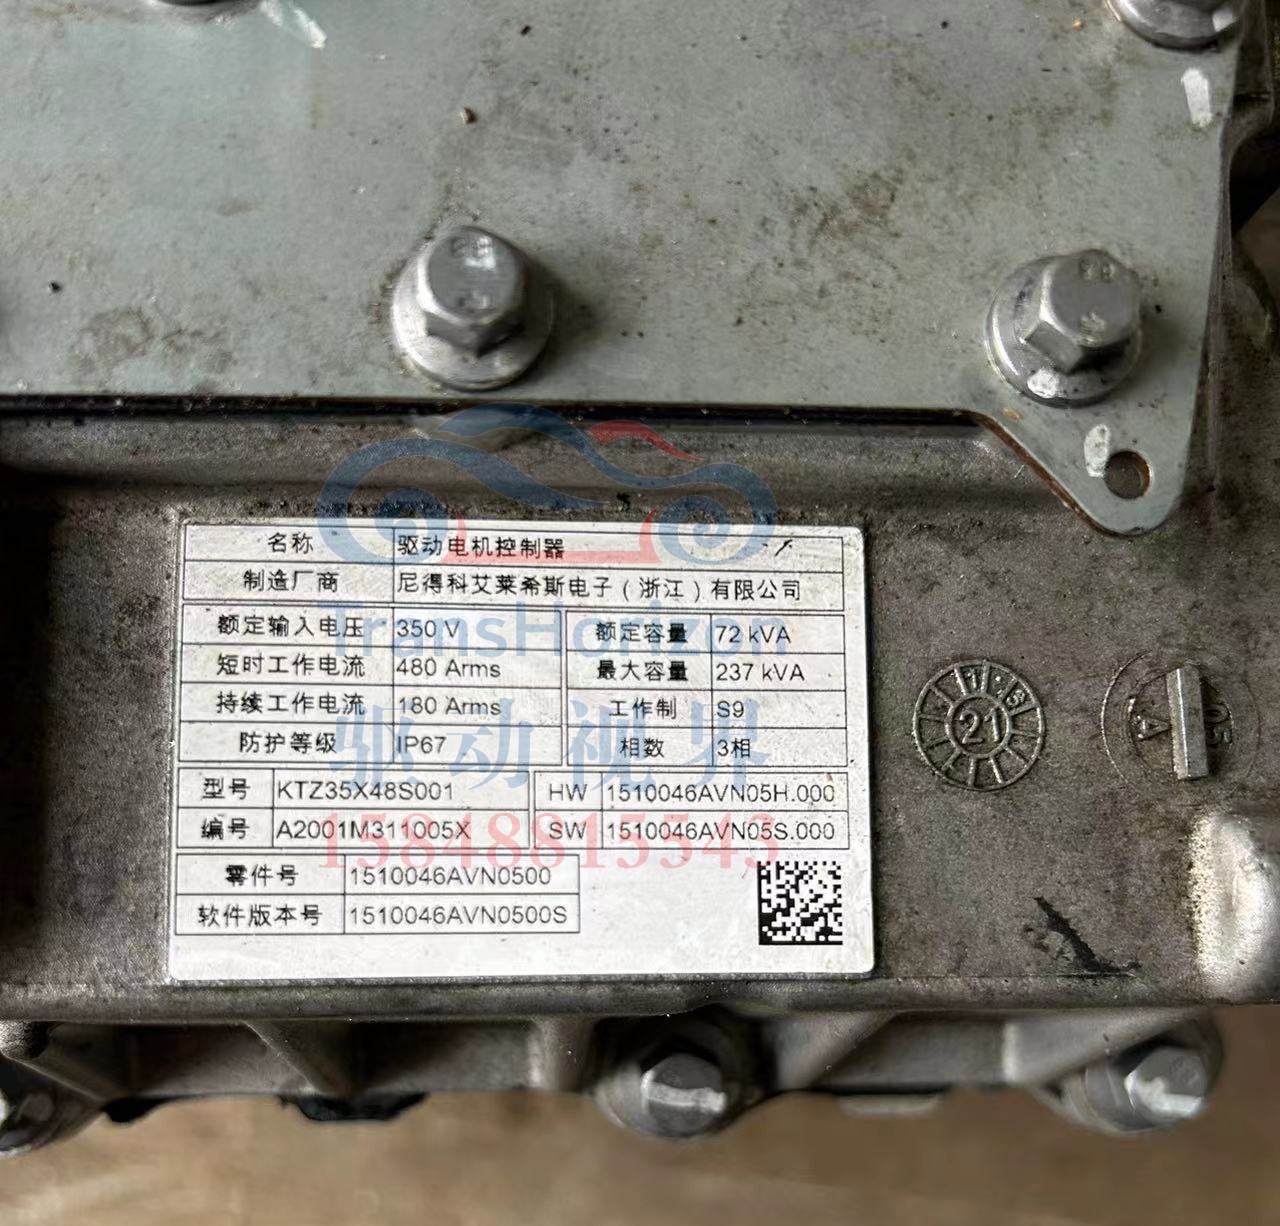 名称 驱动电机控制器
制造厂商 尼得科艾莱希斯电子（浙江）有限公司
额定输入电压 350 V 额定容量 72 kVA
短时工作电流 480 Arms 最大容量 237 kVA
持续工作电流 180 Arms 工作制 S9
防护等级 IP67 相数 3相
型号 KTZ35X48S001 HW 1510046AVN05H.000
编号 A2001M311005X SW 1510046AVN05S.000
零件号 1510046AVN0500
软件版本号 1510046AVN0500S
TransHorizon
驱动视界
15848815543
21